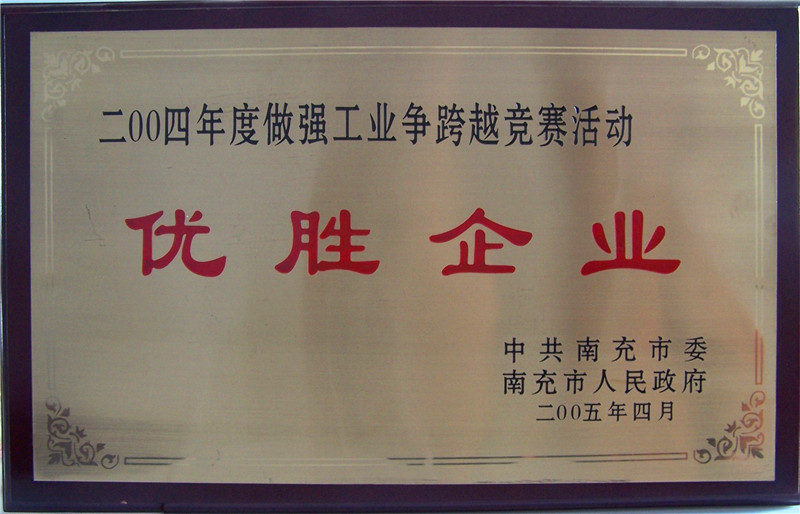 二00四年度做强工业争跨越竞赛活动
优胜企业
中共南充市委
南充市人民政府
二00五年四月